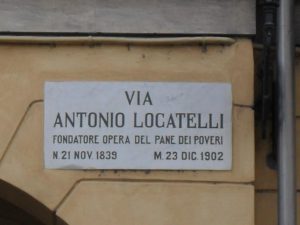 VIA
ANTONIO LOCATELLI
FONDATORE OPERA DEL PANE DEI POVERI
N. 21 NOV. 1839 M. 23 DIC. 1902